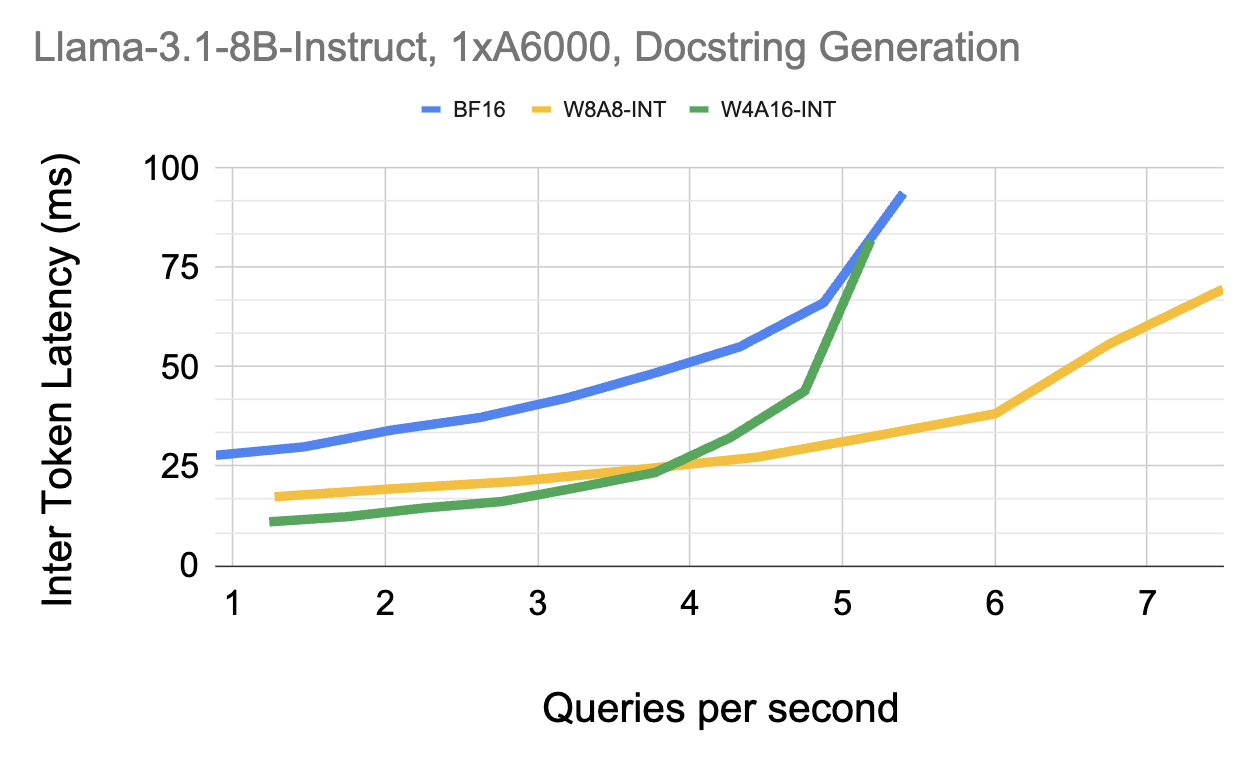 Llama-3.1-8B-Instruct, 1xA6000, Docstring Generation
BF16 W8A8-INT W4A16-INT
Inter Token Latency (ms)
100
75
50
25
0
1 2 3 4 5 6 7
Queries per second